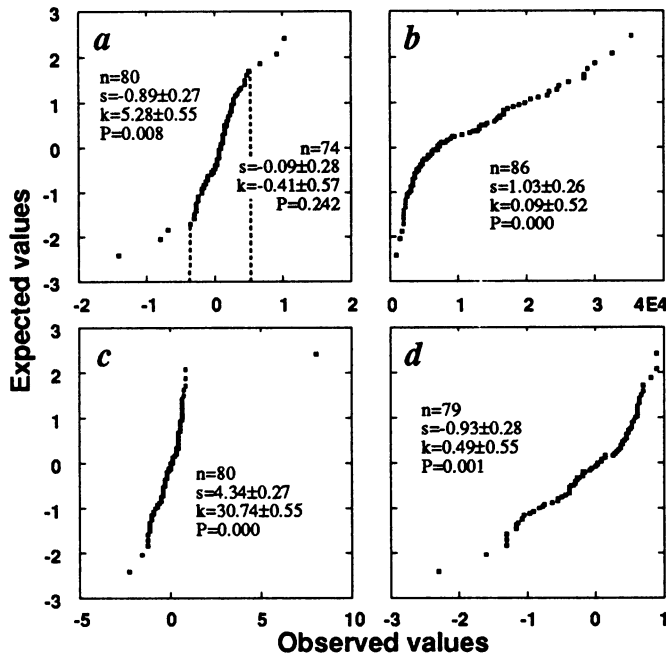 Expected values
3
2
1
0
-1
-2
-3
a
n=80
s=-0.89±0.27
k=5.28±0.55
P=0.008
n=74
s=-0.09±0.28
k=-0.41±0.57
P=0.242
-2 -1 0 1 2
b
n=86
s=1.03±0.26
k=0.09±0.52
P=0.000
0 1 2 3 4E4
3
2
1
0
-1
-2
-3
c
n=80
s=4.34±0.27
k=30.74±0.55
P=0.000
-5 0 5 10
d
n=79
s=-0.93±0.28
k=0.49±0.55
P=0.001
-3 -2 -1 0 1
Observed values